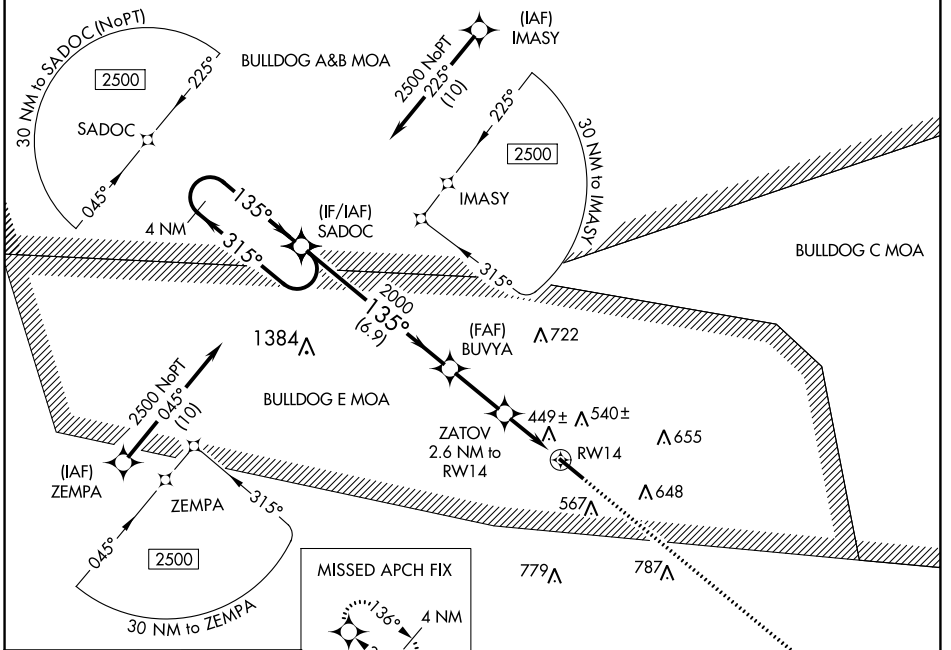 30 NM to SADOC (NoPT)
2500
225°
SADOC
045°
BULLDOG A&B MOA
(IAF)
IMASY
2500 NoPT
225°
(10)
225°
2500
IMASY
30 NM to IMASY
315°
BULLDOG C MOA
4 NM
135°
315°
(IF/IAF)
SADOC
2000
135°
(6.9)
1384
(FAF)
BUVYA
722
BULLDOG E MOA
2500 NoPT
045°
(10)
(IAF)
ZEMPA
ZATOV
2.6 NM to
RW14
449±
540±
655
RW14
648
567
ZEMPA
315°
045°
2500
30 NM to ZEMPA
MISSED APCH FIX
136°
4 NM
779
787